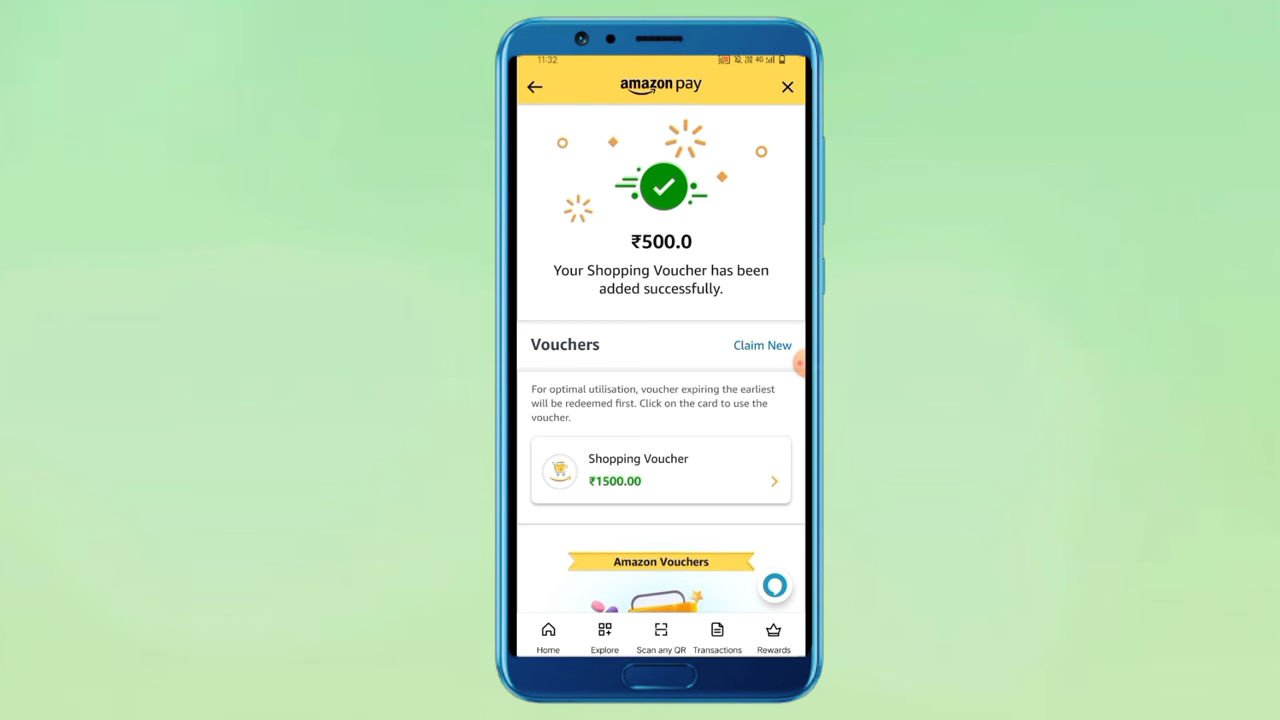 11:32
4G
amazon pay
₹500.0
Your Shopping Voucher has been
added successfully.
Vouchers
Claim New
For optimal utilisation, voucher expiring the earliest
will be redeemed first. Click on the card to use the
voucher.
Shopping Voucher
₹1500.00
Amazon Vouchers
Home
Explore
Scan any QR
Transactions
Rewards